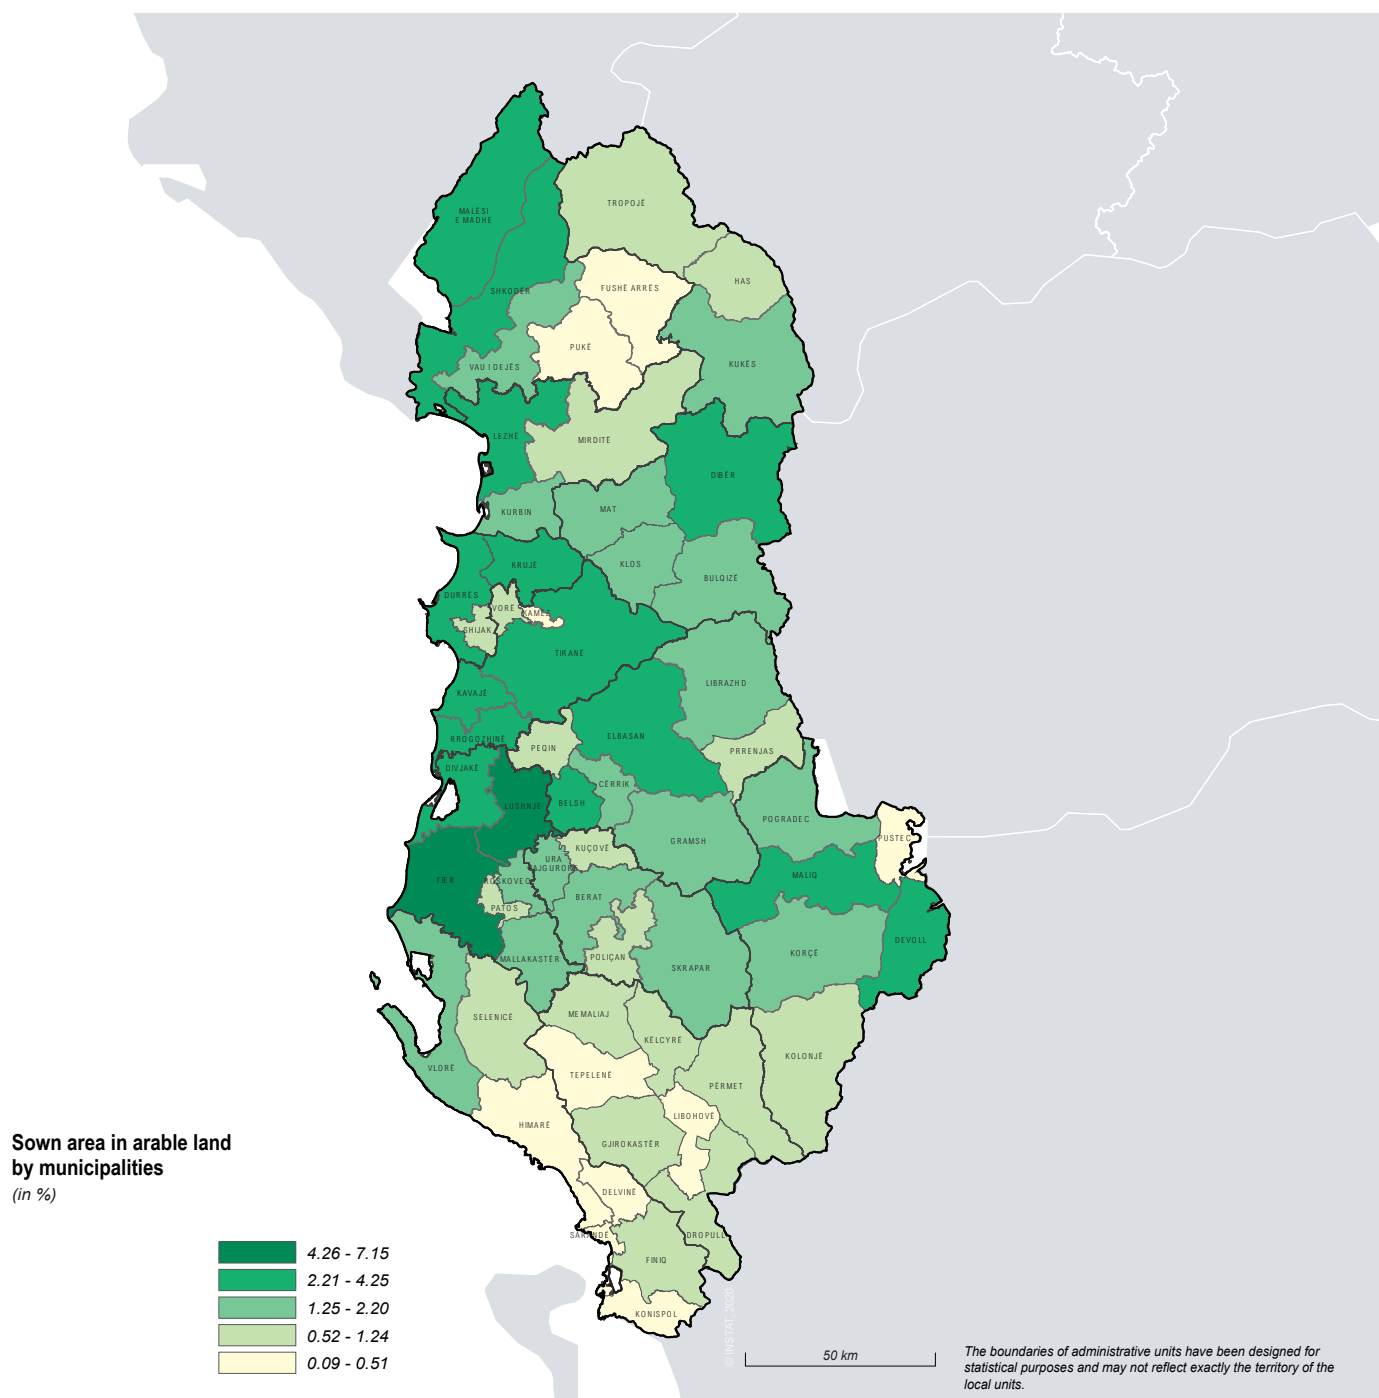 TROPOJË
MALËSI
E MADHE
HAS
FUSHË ARRËS
SHKODËR
PUKË
KUKËS
VAU I DEJËS
LEZHË
MIRDITË
DIBËR
KURBIN
MAT
KRUJË
KLOS
BULQIZË
DURRËS
VORË
KAMËZ
SHIJAK
TIRANË
LIBRAZHD
KAVAJË
RROGOZHINË
ELBASAN
PEQIN
PRRENJAS
DIVJAKË
CËRRIK
LUSHNJE
BELSH
POGRADEC
PUSTEC
GRAMSH
KUÇOVË
URA
MALIQ
FIER
BERAT
PATOS
DEVOLL
KORÇË
MALLAKASTËR
POLIÇAN
SKRAPAR
SELENICË
MEMALIAJ
KËLCYRË
KOLONJË
VLORË
TEPELENË
PËRMET
LIBOHOVË
HIMARË
GJIROKASTËR
DELVINË
SARANDË
DROPULL
FINIQ
KONISPOL
Sown area in arable land
by municipalities
(in %)
4.26 - 7.15
2.21 - 4.25
1.25 - 2.20
0.52 - 1.24
0.09 - 0.51
© INSTAT, 2020
50 km
The boundaries of administrative units have been designed for
statistical purposes and may not reflect exactly the territory of the
local units.